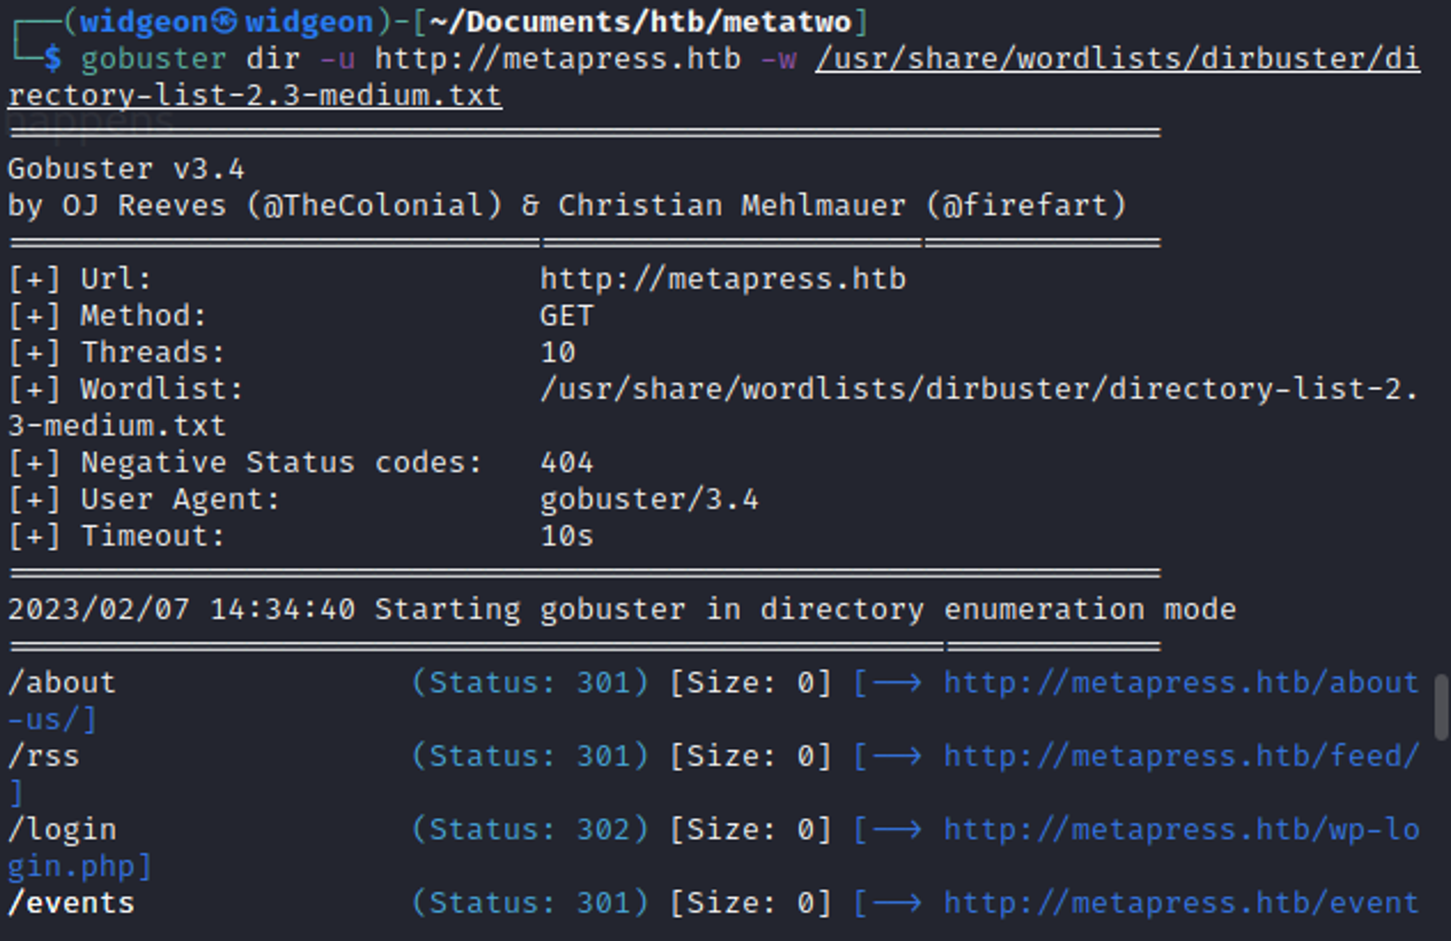 ┌──(widgeon㉿widgeon)-[~/Documents/htb/metatwo]
└─$ gobuster dir -u http://metapress.htb -w /usr/share/wordlists/dirbuster/di
rectory-list-2.3-medium.txt
happens
Gobuster v3.4
by OJ Reeves (@TheColonial) & Christian Mehlmauer (@firefart)
[+] Url: http://metapress.htb
[+] Method: GET
[+] Threads: 10
[+] Wordlist: /usr/share/wordlists/dirbuster/directory-list-2.
3-medium.txt
[+] Negative Status codes: 404
[+] User Agent: gobuster/3.4
[+] Timeout: 10s
2023/02/07 14:34:40 Starting gobuster in directory enumeration mode
/about (Status: 301) [Size: 0] [--> http://metapress.htb/about
-us/]
/rss (Status: 301) [Size: 0] [--> http://metapress.htb/feed/
]
/login (Status: 302) [Size: 0] [--> http://metapress.htb/wp-lo
gin.php]
/events (Status: 301) [Size: 0] [--> http://metapress.htb/event